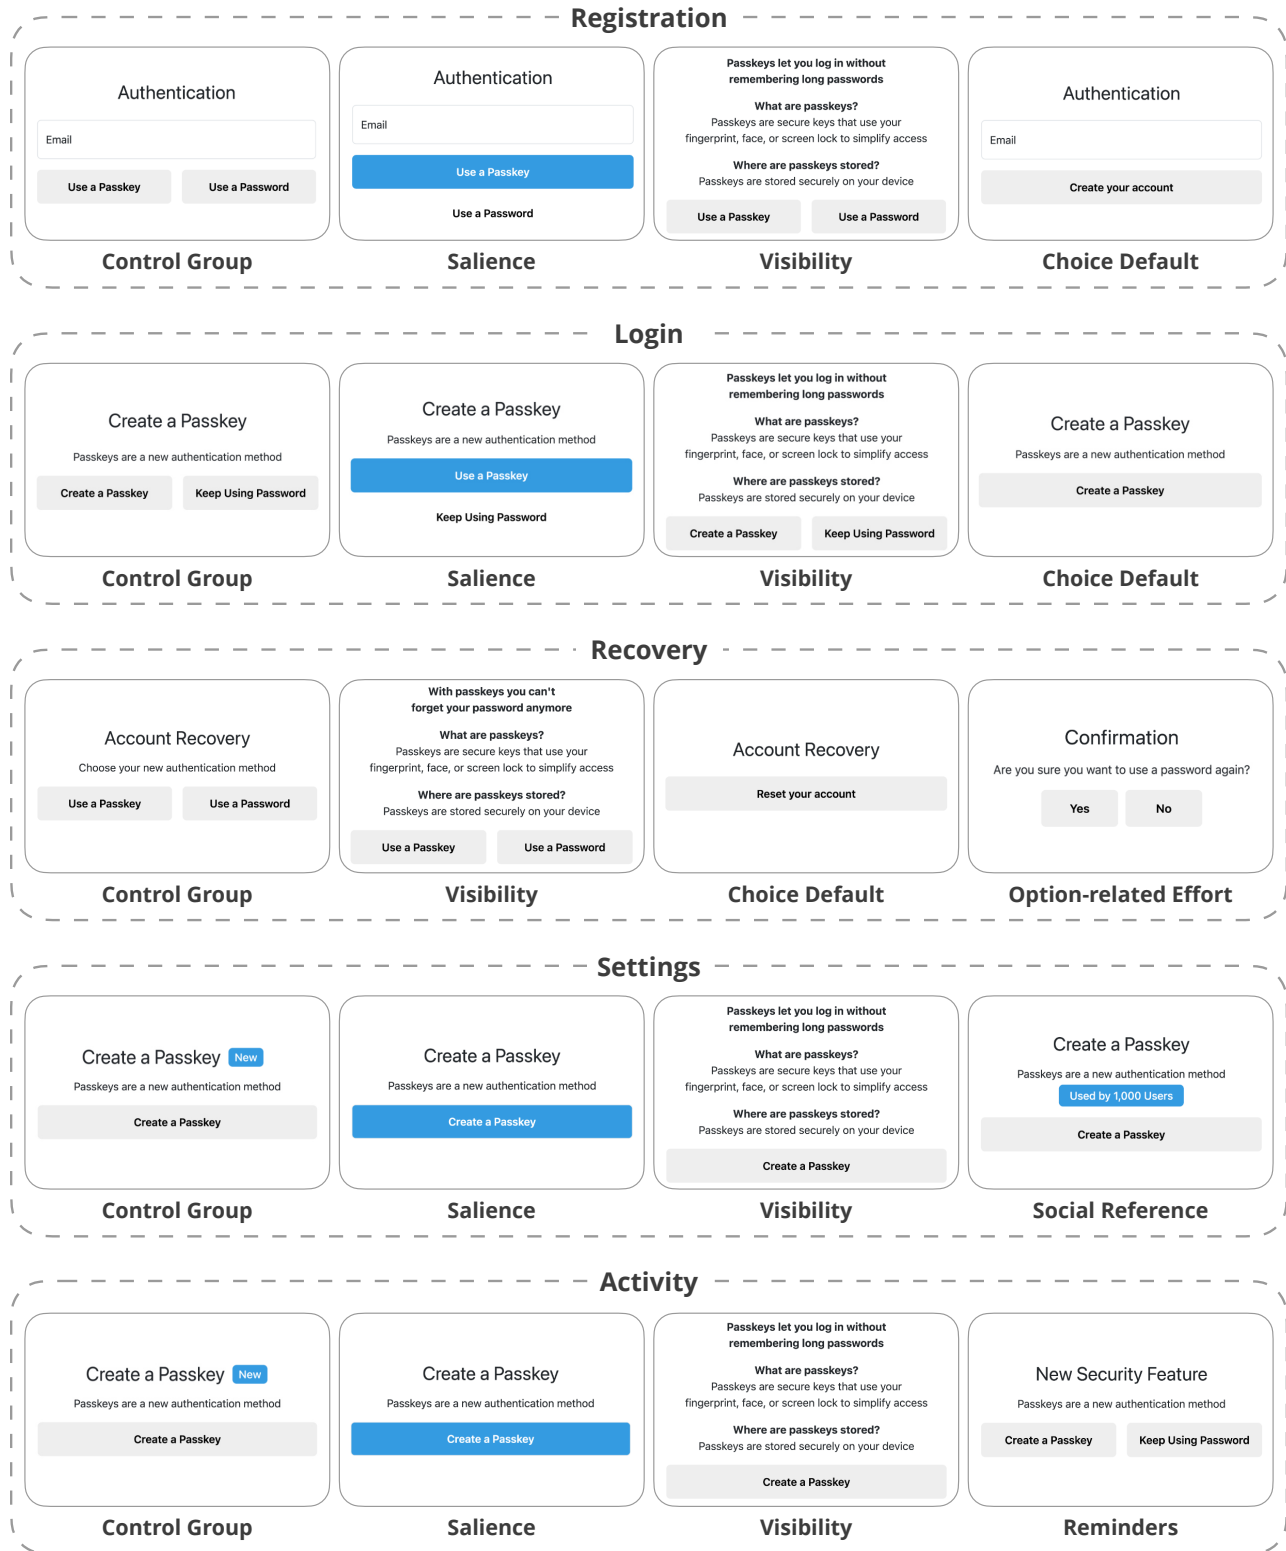 Registration
Authentication
Email
Use a Passkey
Use a Password
Control Group
Authentication
Email
Use a Passkey
Use a Password
Salience
Passkeys let you log in without
remembering long passwords
What are passkeys?
Passkeys are secure keys that use your
fingerprint, face, or screen lock to simplify access
Where are passkeys stored?
Passkeys are stored securely on your device
Use a Passkey
Use a Password
Visibility
Authentication
Email
Create your account
Choice Default
Login
Create a Passkey
Passkeys are a new authentication method
Create a Passkey
Keep Using Password
Control Group
Create a Passkey
Passkeys are a new authentication method
Use a Passkey
Keep Using Password
Salience
Passkeys let you log in without
remembering long passwords
What are passkeys?
Passkeys are secure keys that use your
fingerprint, face, or screen lock to simplify access
Where are passkeys stored?
Passkeys are stored securely on your device
Create a Passkey
Keep Using Password
Visibility
Create a Passkey
Passkeys are a new authentication method
Create a Passkey
Choice Default
Recovery
Account Recovery
Choose your new authentication method
Use a Passkey
Use a Password
Control Group
With passkeys you can't
forget your password anymore
What are passkeys?
Passkeys are secure keys that use your
fingerprint, face, or screen lock to simplify access
Where are passkeys stored?
Passkeys are stored securely on your device
Use a Passkey
Use a Password
Visibility
Account Recovery
Reset your account
Choice Default
Confirmation
Are you sure you want to use a password again?
Yes
No
Option-related Effort
Settings
Create a Passkey New
Passkeys are a new authentication method
Create a Passkey
Control Group
Create a Passkey
Passkeys are a new authentication method
Create a Passkey
Salience
Passkeys let you log in without
remembering long passwords
What are passkeys?
Passkeys are secure keys that use your
fingerprint, face, or screen lock to simplify access
Where are passkeys stored?
Passkeys are stored securely on your device
Create a Passkey
Visibility
Create a Passkey
Passkeys are a new authentication method
Used by 1,000 Users
Create a Passkey
Social Reference
Activity
Create a Passkey New
Passkeys are a new authentication method
Create a Passkey
Control Group
Create a Passkey
Passkeys are a new authentication method
Create a Passkey
Salience
Passkeys let you log in without
remembering long passwords
What are passkeys?
Passkeys are secure keys that use your
fingerprint, face, or screen lock to simplify access
Where are passkeys stored?
Passkeys are stored securely on your device
Create a Passkey
Visibility
New Security Feature
Passkeys are a new authentication method
Create a Passkey
Keep Using Password
Reminders